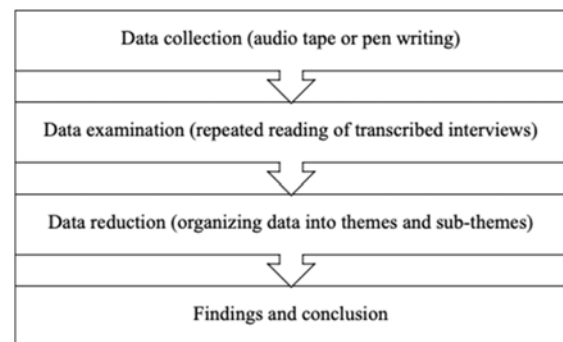 Data collection (audio tape or pen writing)
Data examination (repeated reading of transcribed interviews)
Data reduction (organizing data into themes and sub-themes)
Findings and conclusion